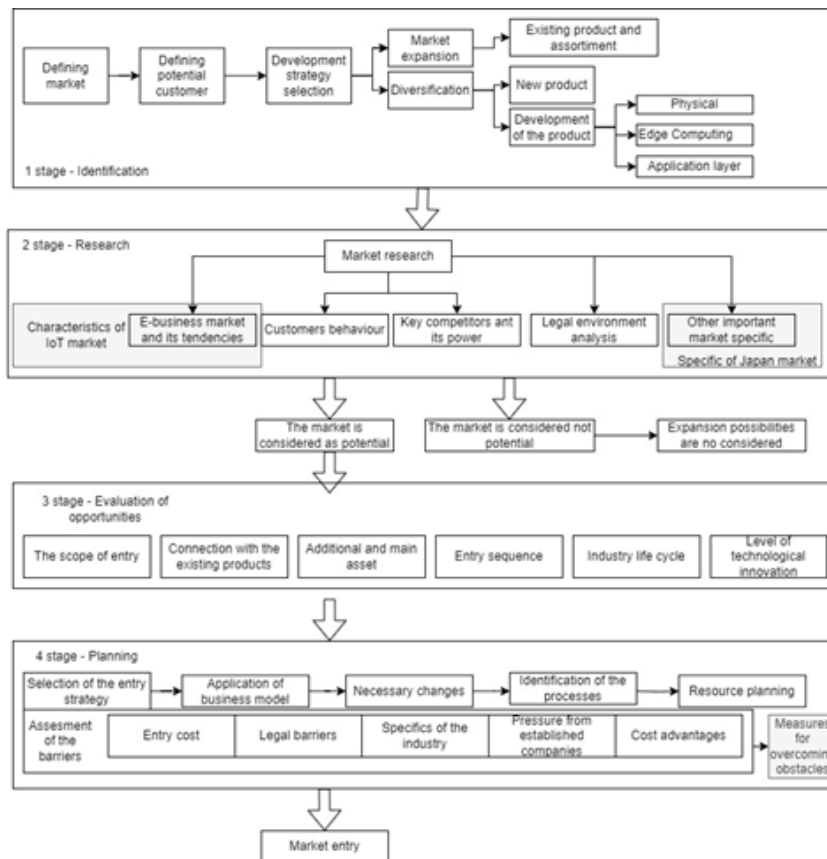 Defining
market
Defining
potential
customer
Development
strategy
selection
Market
expansion
Existing product and
assortiment
Diversification
New product
Development
of the product
Physical
Edge Computing
Application layer
1 stage - Identification
2 stage - Research
Market research
Characteristics of
IoT market
E-business market
and its tendencies
Customers behaviour
Key competitors ant
its power
Legal environment
analysis
Other important
market specific
Specific of Japan market
The market is
considered as potential
The market is considered not
potential
Expansion possibilities
are no considered
3 stage - Evaluation of
opportunities
The scope of entry
Connection with the
existing products
Additional and main
asset
Entry sequence
Industry life cycle
Level of
technological
innovation
4 stage - Planning
Selection of the entry
strategy
Application of
business model
Necessary changes
Identification of the
processes
Resource planning
Assesment
of the
barriers
Entry cost
Legal barriers
Specifics of the
industry
Pressure from
established
companies
Cost advantages
Measures
for
overcomin
obstacles
Market entry